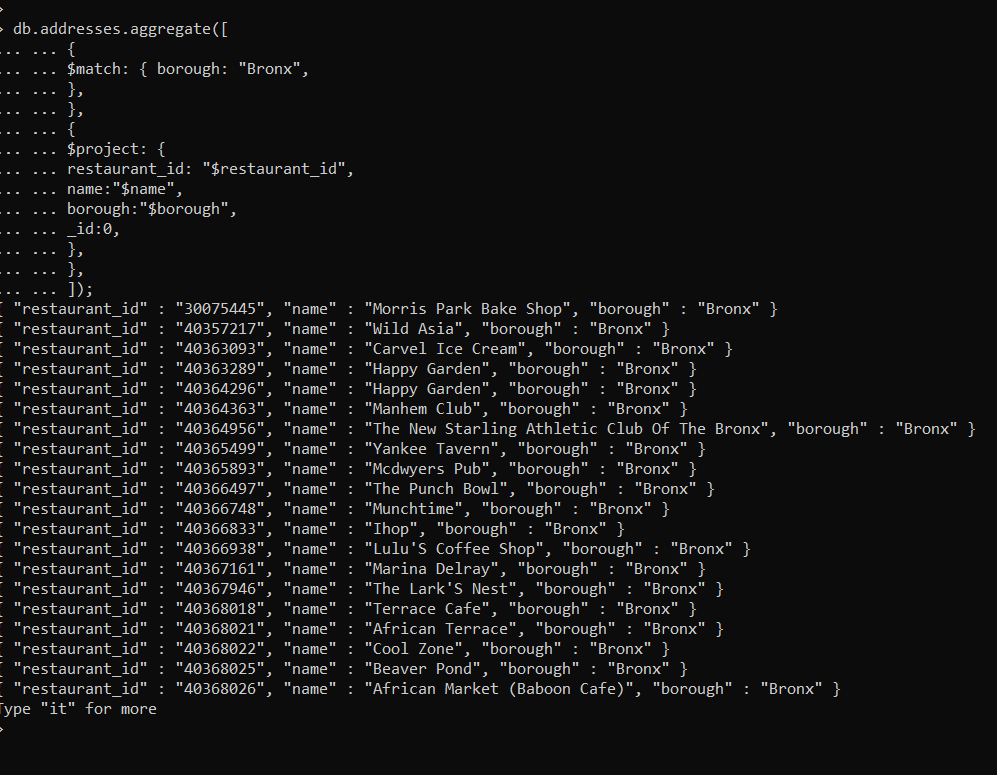 >
> db.addresses.aggregate([
... ... {
... ... $match: { borough: "Bronx",
... ... },
... ... },
... ... {
... ... $project: {
... ... restaurant_id: "$restaurant_id",
... ... name:"$name",
... ... borough:"$borough",
... ... _id:0,
... ... },
... ... },
... ... ]);
{ "restaurant_id" : "30075445", "name" : "Morris Park Bake Shop", "borough" : "Bronx" }
{ "restaurant_id" : "40357217", "name" : "Wild Asia", "borough" : "Bronx" }
{ "restaurant_id" : "40363093", "name" : "Carvel Ice Cream", "borough" : "Bronx" }
{ "restaurant_id" : "40363289", "name" : "Happy Garden", "borough" : "Bronx" }
{ "restaurant_id" : "40364296", "name" : "Happy Garden", "borough" : "Bronx" }
{ "restaurant_id" : "40364363", "name" : "Manhem Club", "borough" : "Bronx" }
{ "restaurant_id" : "40364956", "name" : "The New Starling Athletic Club Of The Bronx", "borough" : "Bronx" }
{ "restaurant_id" : "40365499", "name" : "Yankee Tavern", "borough" : "Bronx" }
{ "restaurant_id" : "40365893", "name" : "Mcdwyers Pub", "borough" : "Bronx" }
{ "restaurant_id" : "40366497", "name" : "The Punch Bowl", "borough" : "Bronx" }
{ "restaurant_id" : "40366748", "name" : "Munchtime", "borough" : "Bronx" }
{ "restaurant_id" : "40366833", "name" : "Ihop", "borough" : "Bronx" }
{ "restaurant_id" : "40366938", "name" : "Lulu'S Coffee Shop", "borough" : "Bronx" }
{ "restaurant_id" : "40367161", "name" : "Marina Delray", "borough" : "Bronx" }
{ "restaurant_id" : "40367946", "name" : "The Lark'S Nest", "borough" : "Bronx" }
{ "restaurant_id" : "40368018", "name" : "Terrace Cafe", "borough" : "Bronx" }
{ "restaurant_id" : "40368021", "name" : "African Terrace", "borough" : "Bronx" }
{ "restaurant_id" : "40368022", "name" : "Cool Zone", "borough" : "Bronx" }
{ "restaurant_id" : "40368025", "name" : "Beaver Pond", "borough" : "Bronx" }
{ "restaurant_id" : "40368026", "name" : "African Market (Baboon Cafe)", "borough" : "Bronx" }
Type "it" for more
>